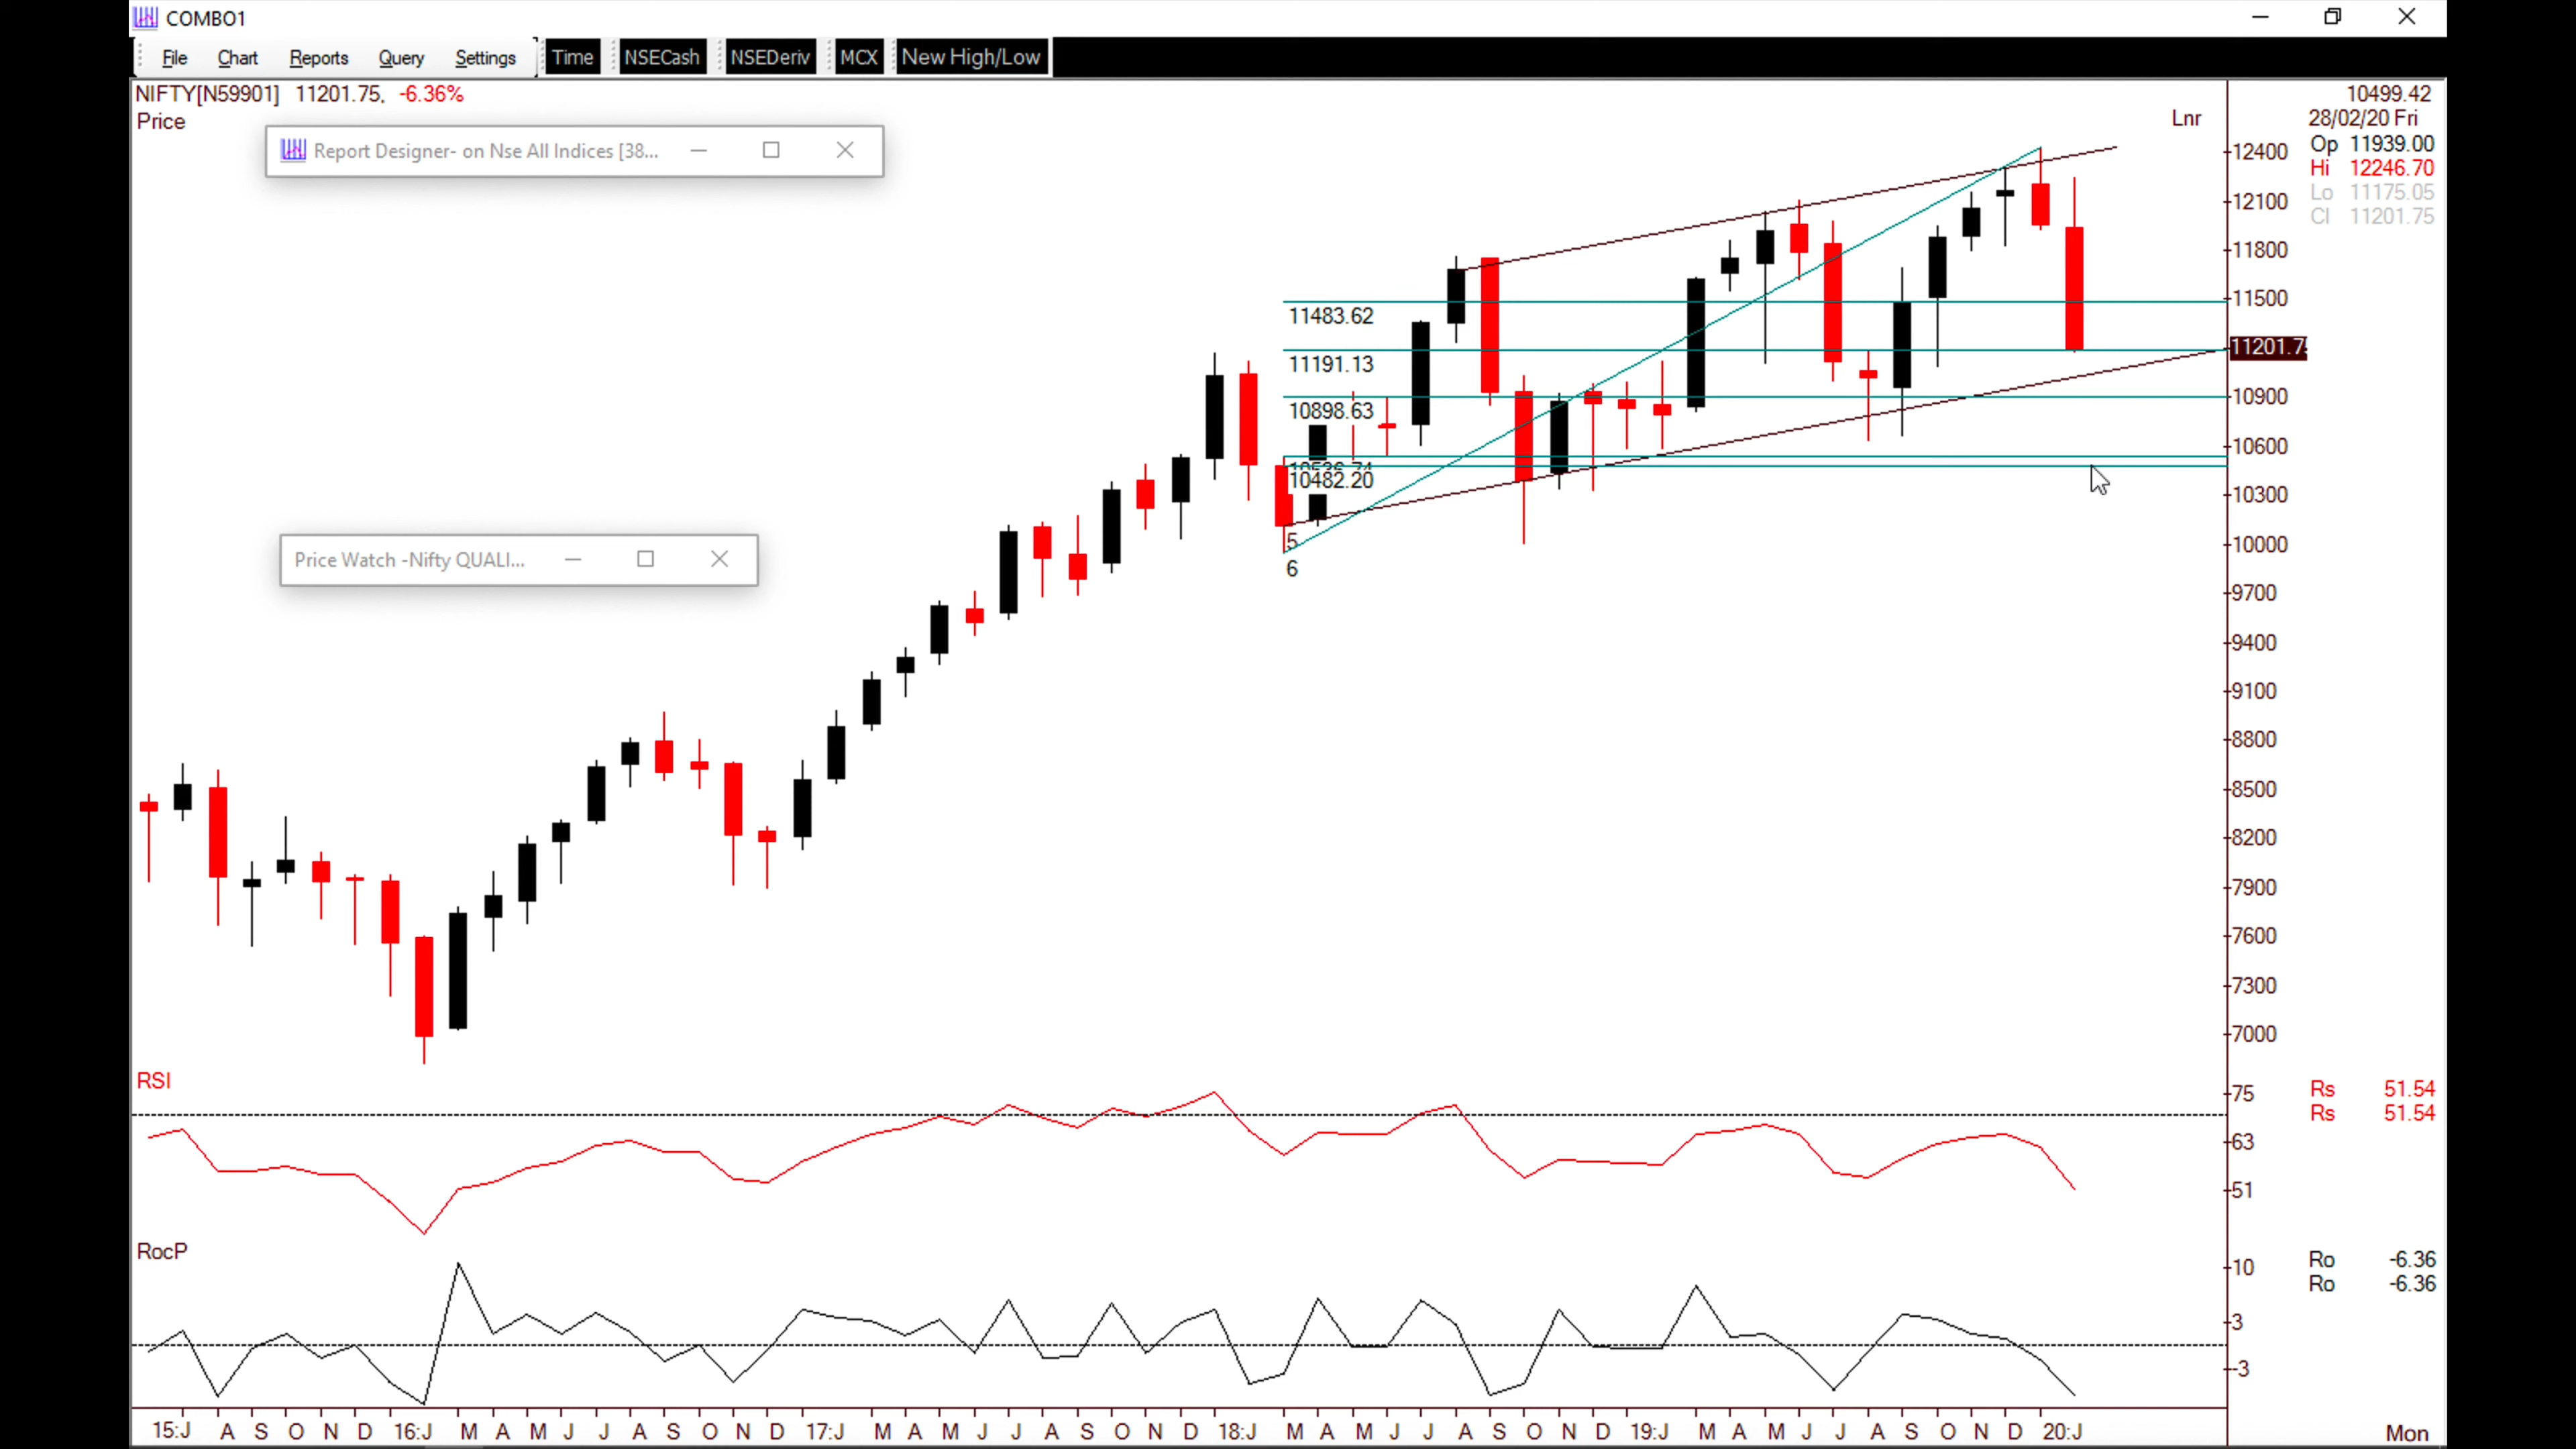 COMBO1
File Chart Reports Query Settings Time NSECash NSEDeriv MCX New High/Low
NIFTY[N59901] 11201.75, -6.36%
Price
Report Designer- on Nse All Indices [38...
Price Watch -Nifty QUALI...
Lnr
10499.42
28/02/20 Fri
Op 11939.00
Hi 12246.70
Lo 11175.05
Cl 11201.75
12400
12100
11800
11500
11201.75
10900
10600
10300
10000
9700
9400
9100
8800
8500
8200
7900
7600
7300
7000
11483.62
11191.13
10898.63
10482.20
5
6
RSI
75
63
51
Rs 51.54
Rs 51.54
RocP
10
3
-3
Ro -6.36
Ro -6.36
15:J A S O N D 16:J M A M J J A S O N D 17:J M A M J J A S O N D 18:J M A M J J A S O N D 19:J M A M J J A S O N D 20:J Mon